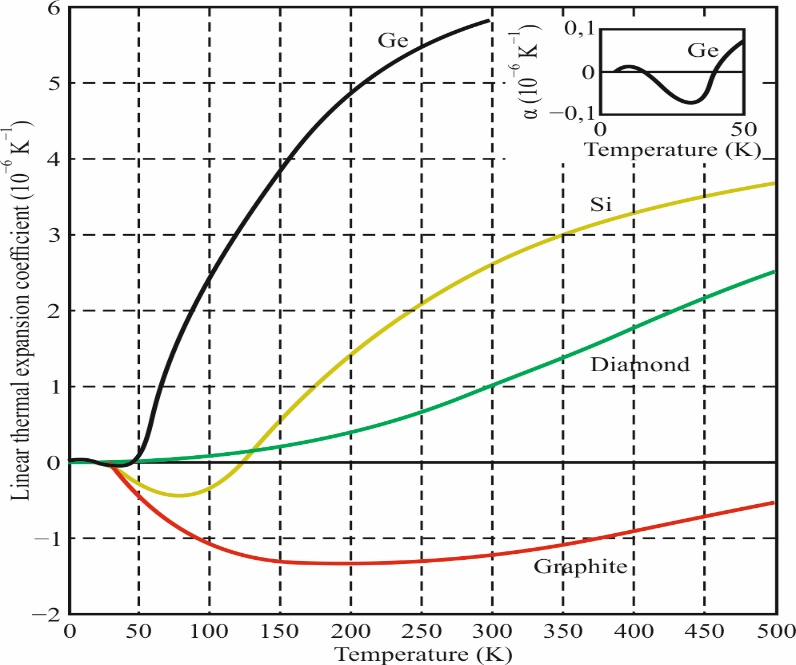 6
5
4
3
2
1
0
−1
−2
Linear thermal expansion coefficient (10⁻⁶ K⁻¹)
Ge
0,1
0
−0,1
α (10⁻⁶ K⁻¹)
Ge
0
50
Temperature (K)
Si
Diamond
Graphite
0 50 100 150 200 250 300 350 400 450 500
Temperature (K)